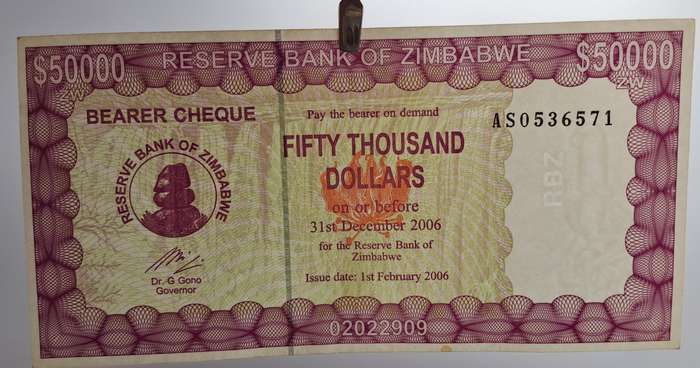 $50000 RESERVE BANK OF ZIMBABWE $50000
ZW ZW
BEARER CHEQUE
Pay the bearer on demand
AS0536571
FIFTY THOUSAND
DOLLARS
RESERVE BANK OF ZIMBABWE
on or before
31st December 2006
for the Reserve Bank of
Zimbabwe
Issue date: 1st February 2006
Dr. G Gono
Governor
RBZ
02022909